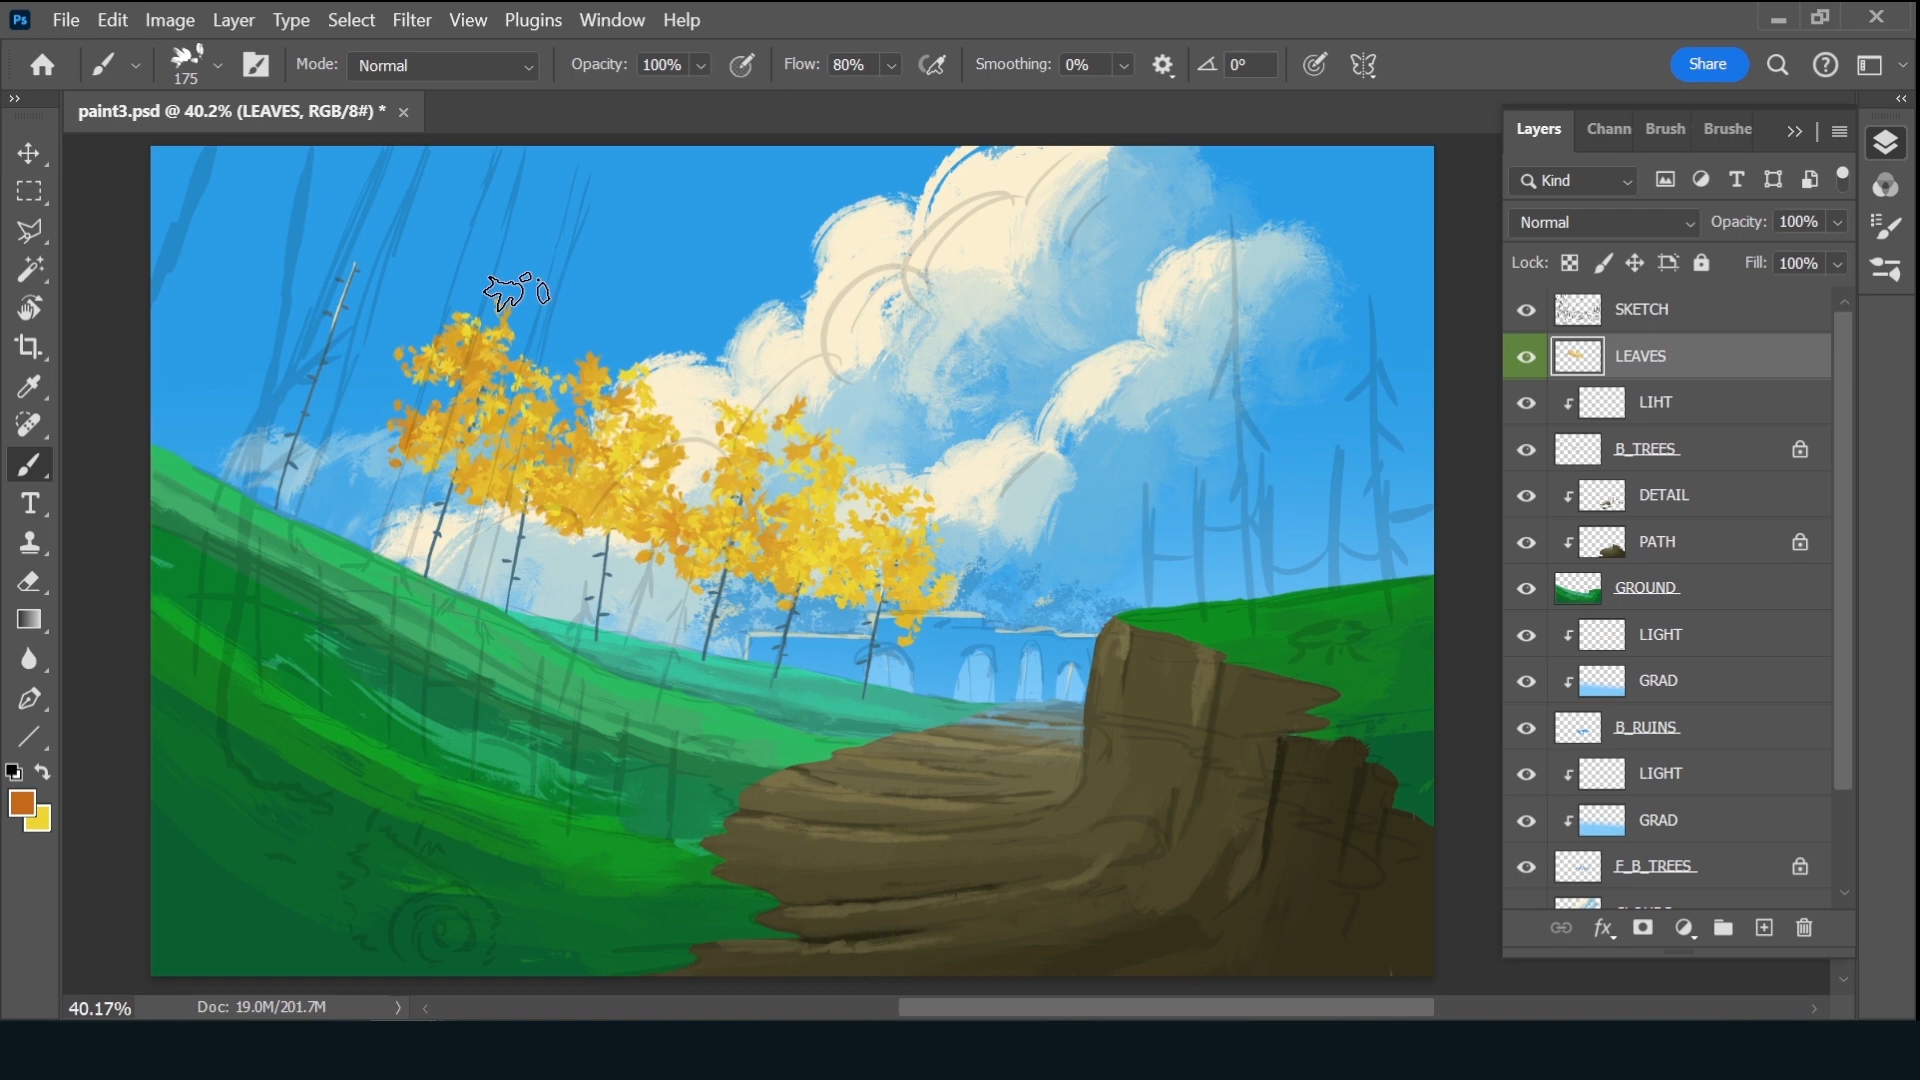 Ps File Edit Image Layer Type Select Filter View Plugins Window Help
175 Mode: Normal Opacity: 100% Flow: 80% Smoothing: 0% 0° Share
paint3.psd @ 40.2% (LEAVES, RGB/8#) *
Layers Chann Brush Brushe
Kind
Normal Opacity: 100%
Lock: Fill: 100%
SKETCH
LEAVES
LIHT
B_TREES
DETAIL
PATH
GROUND
LIGHT
GRAD
B_RUINS
LIGHT
GRAD
F_B_TREES
fx
40.17% Doc: 19.0M/201.7M